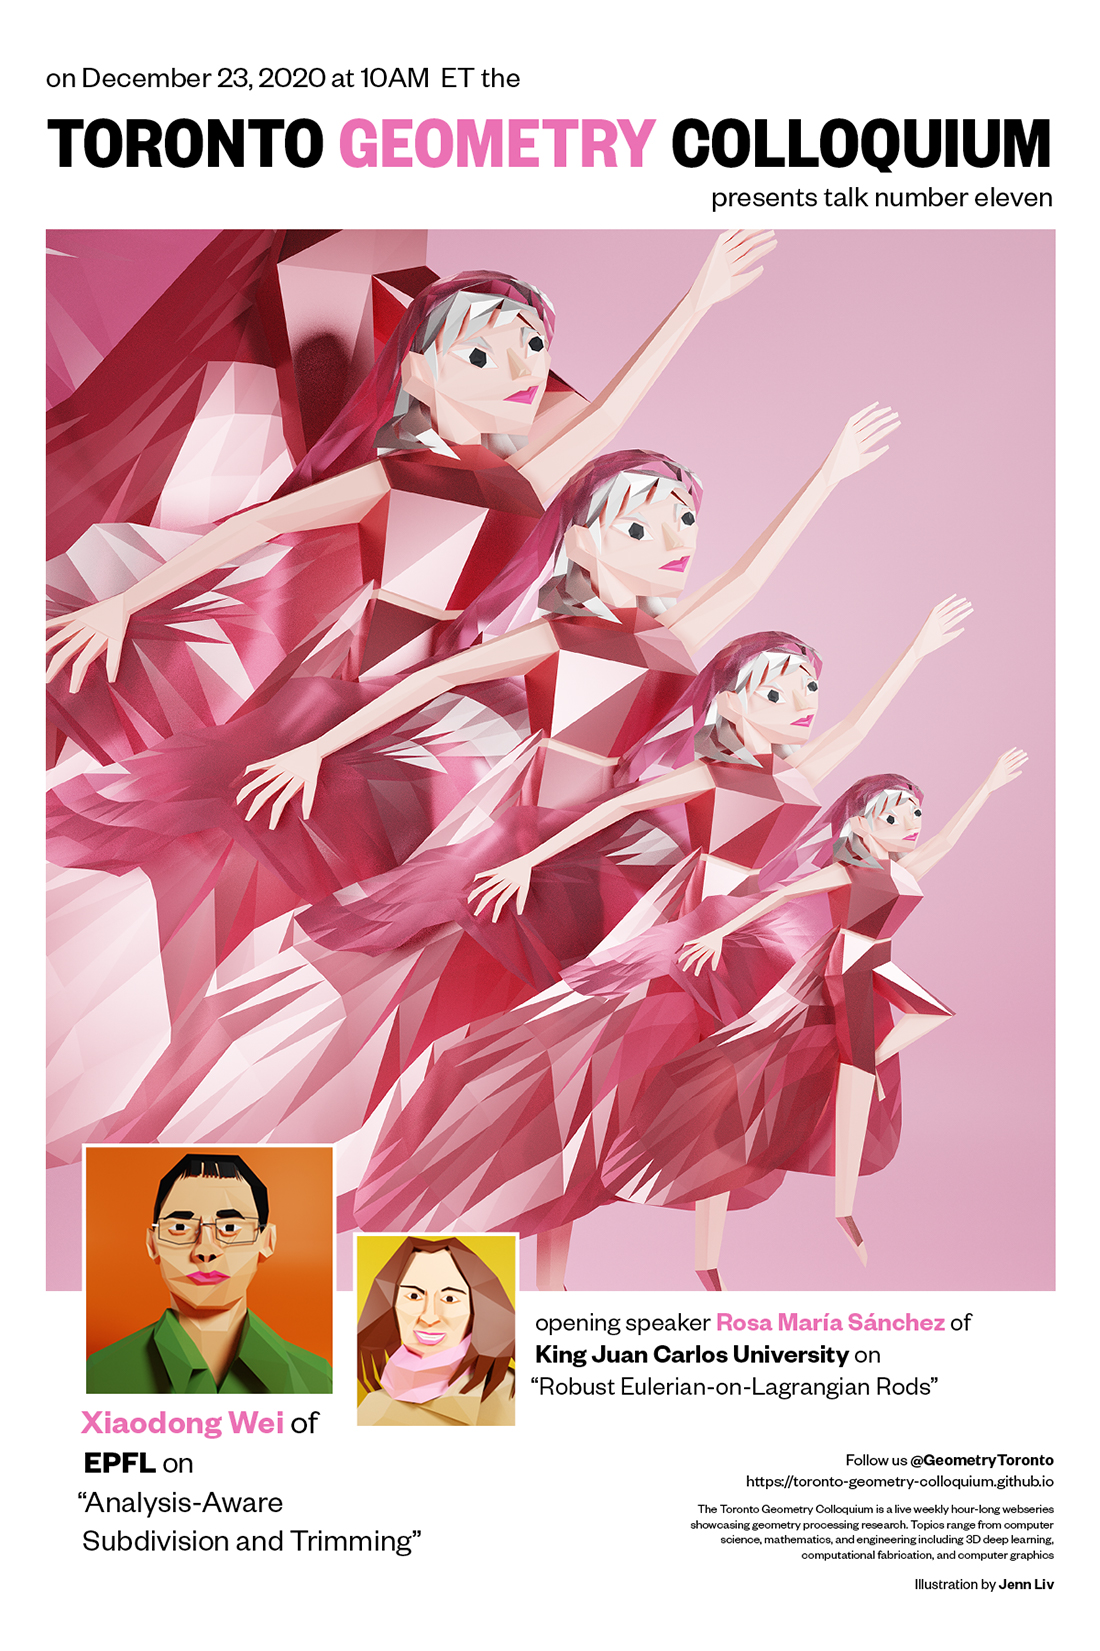 on December 23, 2020 at 10AM ET the
TORONTO GEOMETRY COLLOQUIUM
presents talk number eleven
opening speaker Rosa María Sánchez of
King Juan Carlos University on
“Robust Eulerian-on-Lagrangian Rods”
Xiaodong Wei of
EPFL on
“Analysis-Aware
Subdivision and Trimming”
Follow us @GeometryToronto
https://toronto-geometry-colloquium.github.io
The Toronto Geometry Colloquium is a live weekly hour-long webseries
showcasing geometry processing research. Topics range from computer
science, mathematics, and engineering including 3D deep learning,
computational fabrication, and computer graphics
Illustration by Jenn Liv